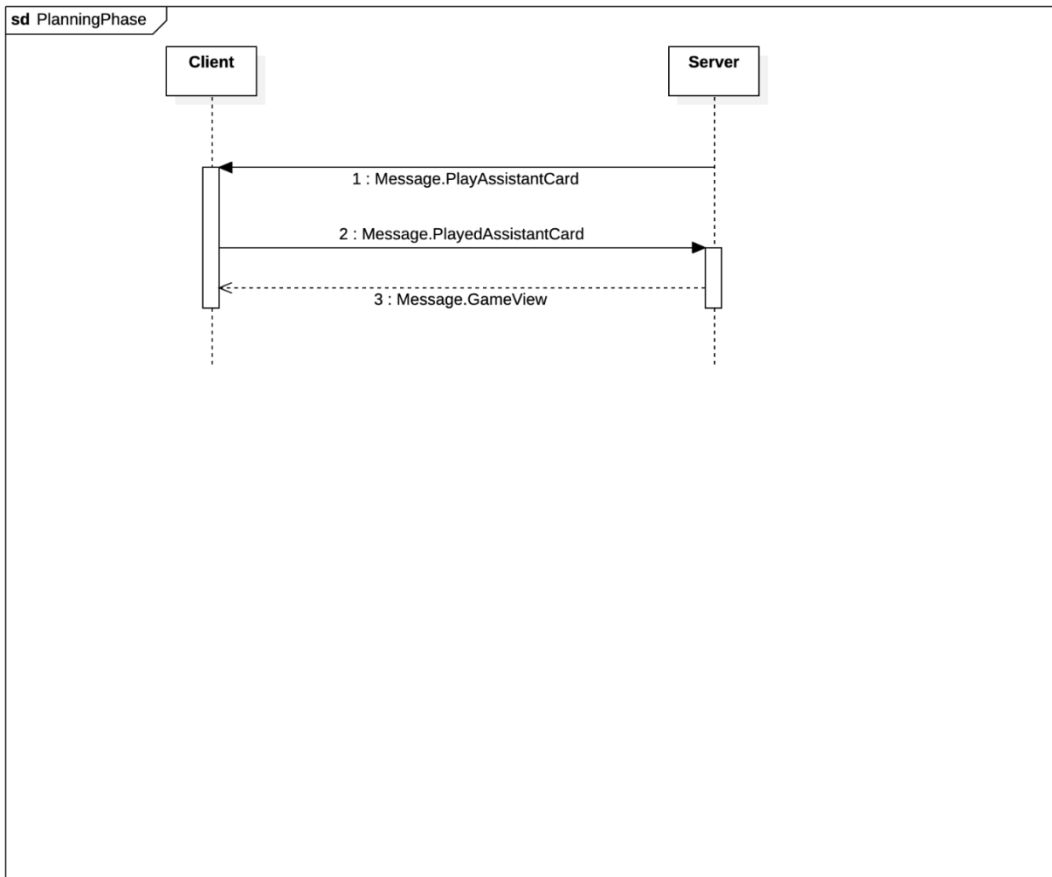 sd PlanningPhase
Client
Server
1 : Message.PlayAssistantCard
2 : Message.PlayedAssistantCard
3 : Message.GameView